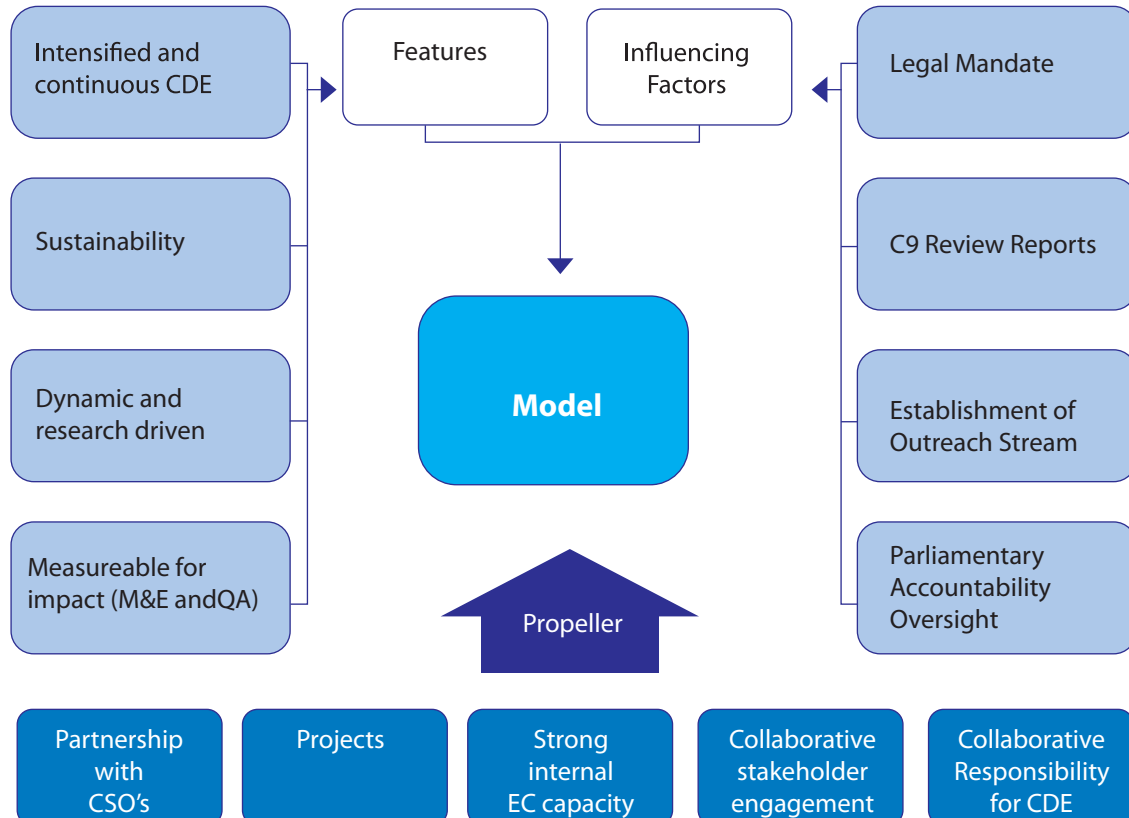 Intensified and
continuous CDE
Features
Influencing
Factors
Legal Mandate
Sustainability
C9 Review Reports
Model
Dynamic and
research driven
Establishment of
Outreach Stream
Measureable for
impact (M&E andQA)
Parliamentary
Accountability
Oversight
Propeller
Partnership
with
CSO's
Projects
Strong
internal
EC capacity
Collaborative
stakeholder
engagement
Collaborative
Responsibility
for CDE